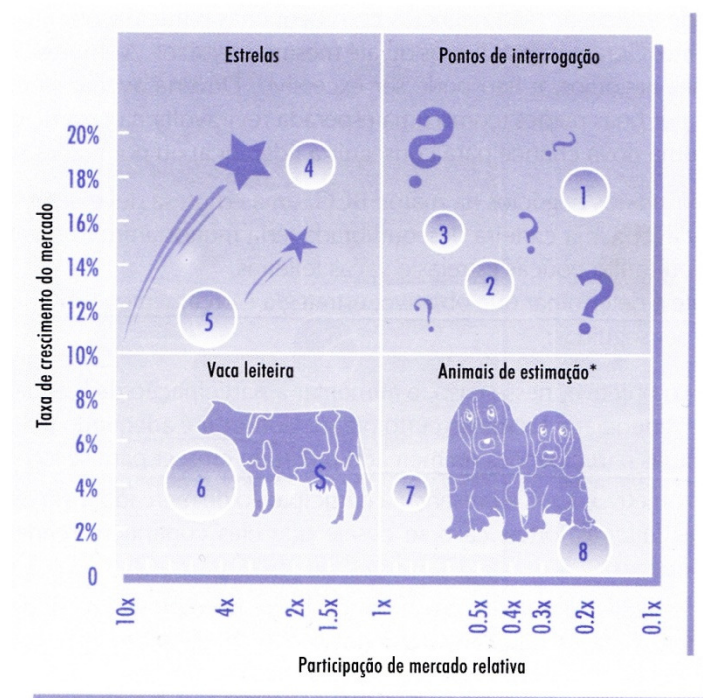 Estrelas
Pontos de interrogação
20%
18%
16%
14%
12%
10%
8%
6%
4%
2%
0
Taxa de crescimento do mercado
4
5
1
3
2
?
?
?
?
?
?
Vaca leiteira
Animais de estimação*
6
$
7
8
10x
4x
2x
1.5x
1x
0.5x
0.4x
0.3x
0.2x
0.1x
Participação de mercado relativa